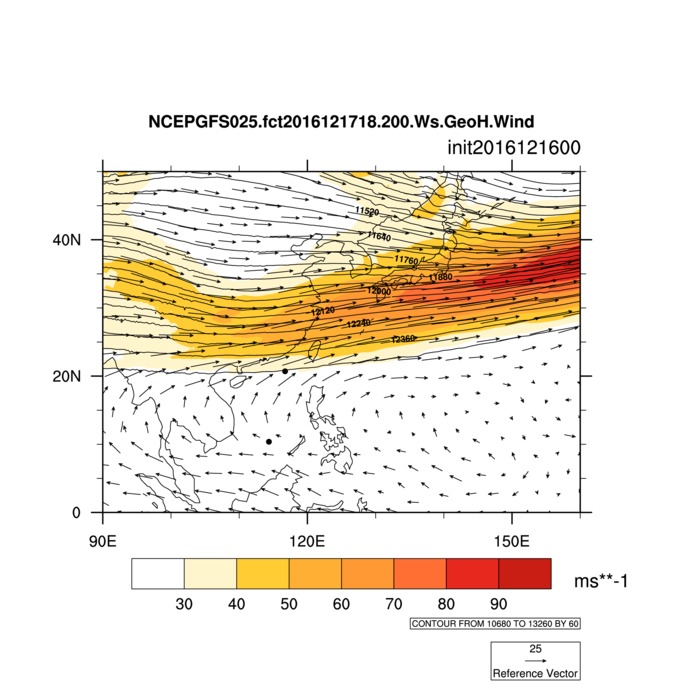 NCEPGFS025.fct2016121718.200.Ws.GeoH.Wind
init2016121600
11520
11640
40N
11760
11880
12000
12120
12240
12360
20N
0
90E 120E 150E
ms**-1
30 40 50 60 70 80 90
CONTOUR FROM 10680 TO 13260 BY 60
25
Reference Vector